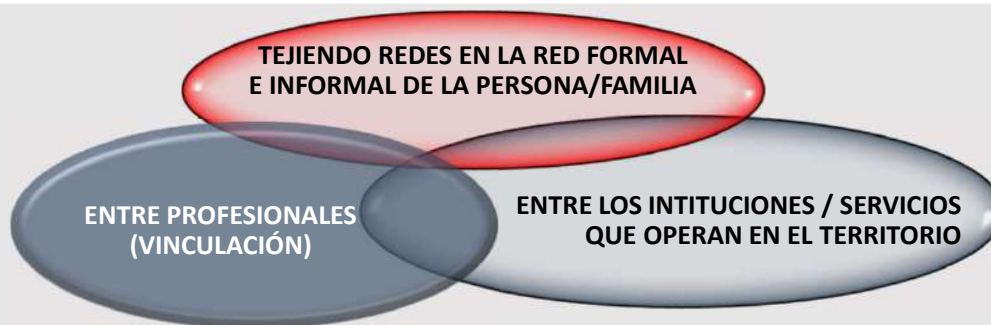 TEJIENDO REDES EN LA RED FORMAL
E INFORMAL DE LA PERSONA/FAMILIA
ENTRE PROFESIONALES
(VINCULACIÓN)
ENTRE LOS INTITUCIONES / SERVICIOS
QUE OPERAN EN EL TERRITORIO